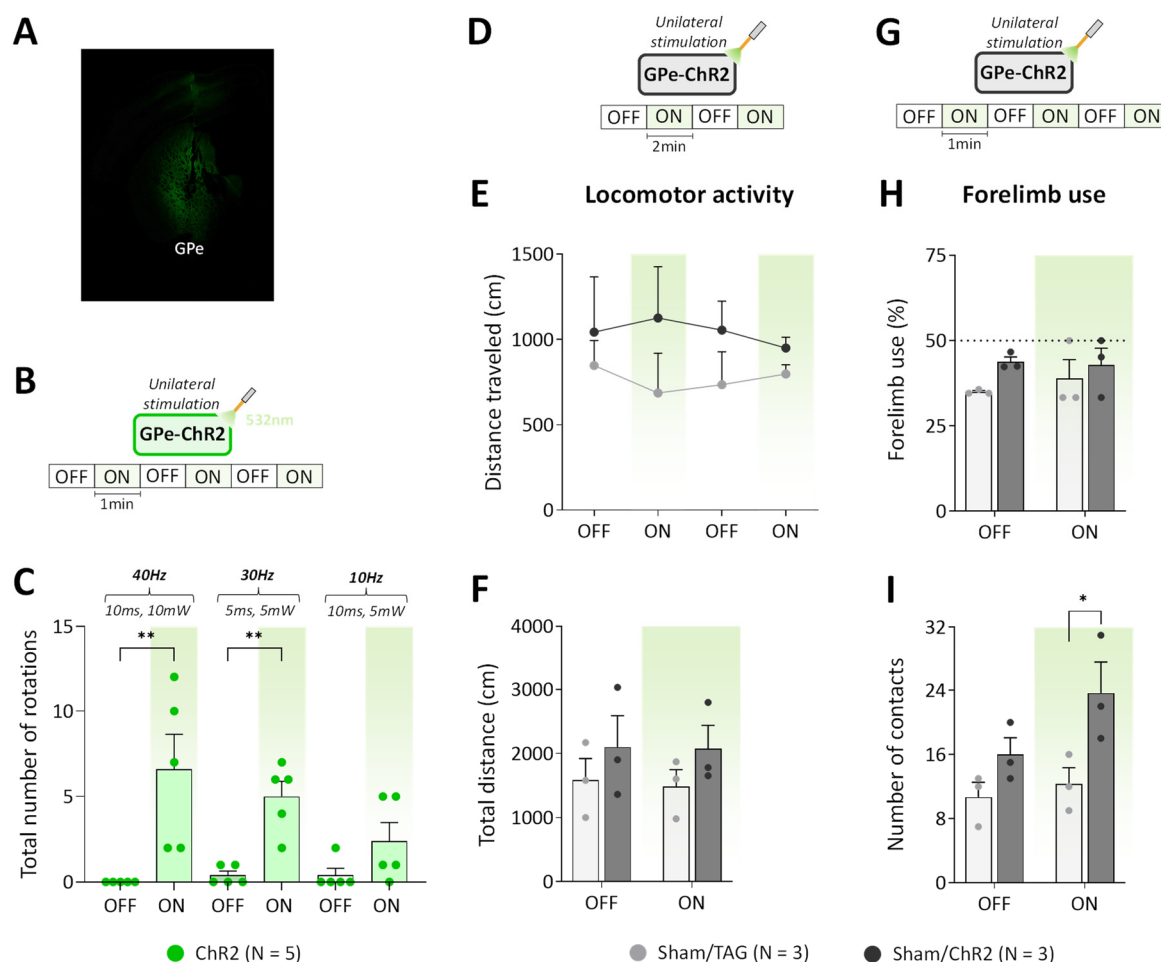 A
GPe
B
Unilateral
stimulation
532nm
GPe-ChR2
OFF ON OFF ON OFF ON
1min
C
40Hz 30Hz 10Hz
10ms, 10mW 5ms, 5mW 10ms, 5mW
Total number of rotations
15
10
5
0
** **
OFF ON OFF ON OFF ON
ChR2 (N = 5)
D
Unilateral
stimulation
GPe-ChR2
OFF ON OFF ON
2min
E Locomotor activity
Distance traveled (cm)
1500
1000
500
0
OFF ON OFF ON
F
Total distance (cm)
4000
3000
2000
1000
0
OFF ON
G
Unilateral
stimulation
GPe-ChR2
OFF ON OFF ON OFF ON
1min
H Forelimb use
Forelimb use (%)
75
50
25
0
OFF ON
I
Number of contacts
32
24
16
8
0
*
OFF ON
Sham/TAG (N = 3) Sham/ChR2 (N = 3)